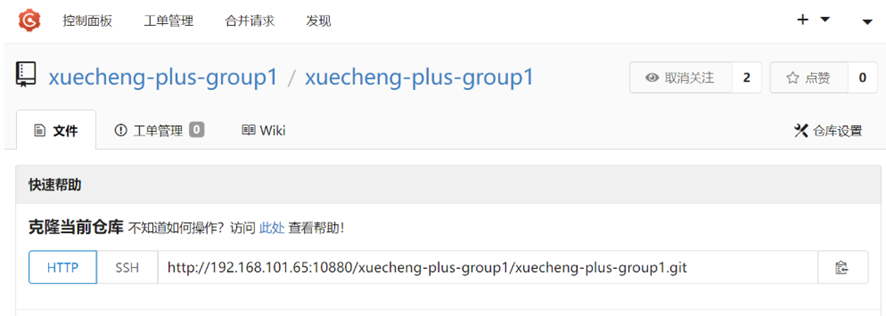 控制面板 工单管理 合并请求 发现
xuecheng-plus-group1 / xuecheng-plus-group1 取消关注 2 点赞 0
文件 工单管理 0 Wiki 仓库设置
快速帮助
克隆当前仓库 不知道如何操作？访问 此处 查看帮助！
HTTP SSH http://192.168.101.65:10880/xuecheng-plus-group1/xuecheng-plus-group1.git